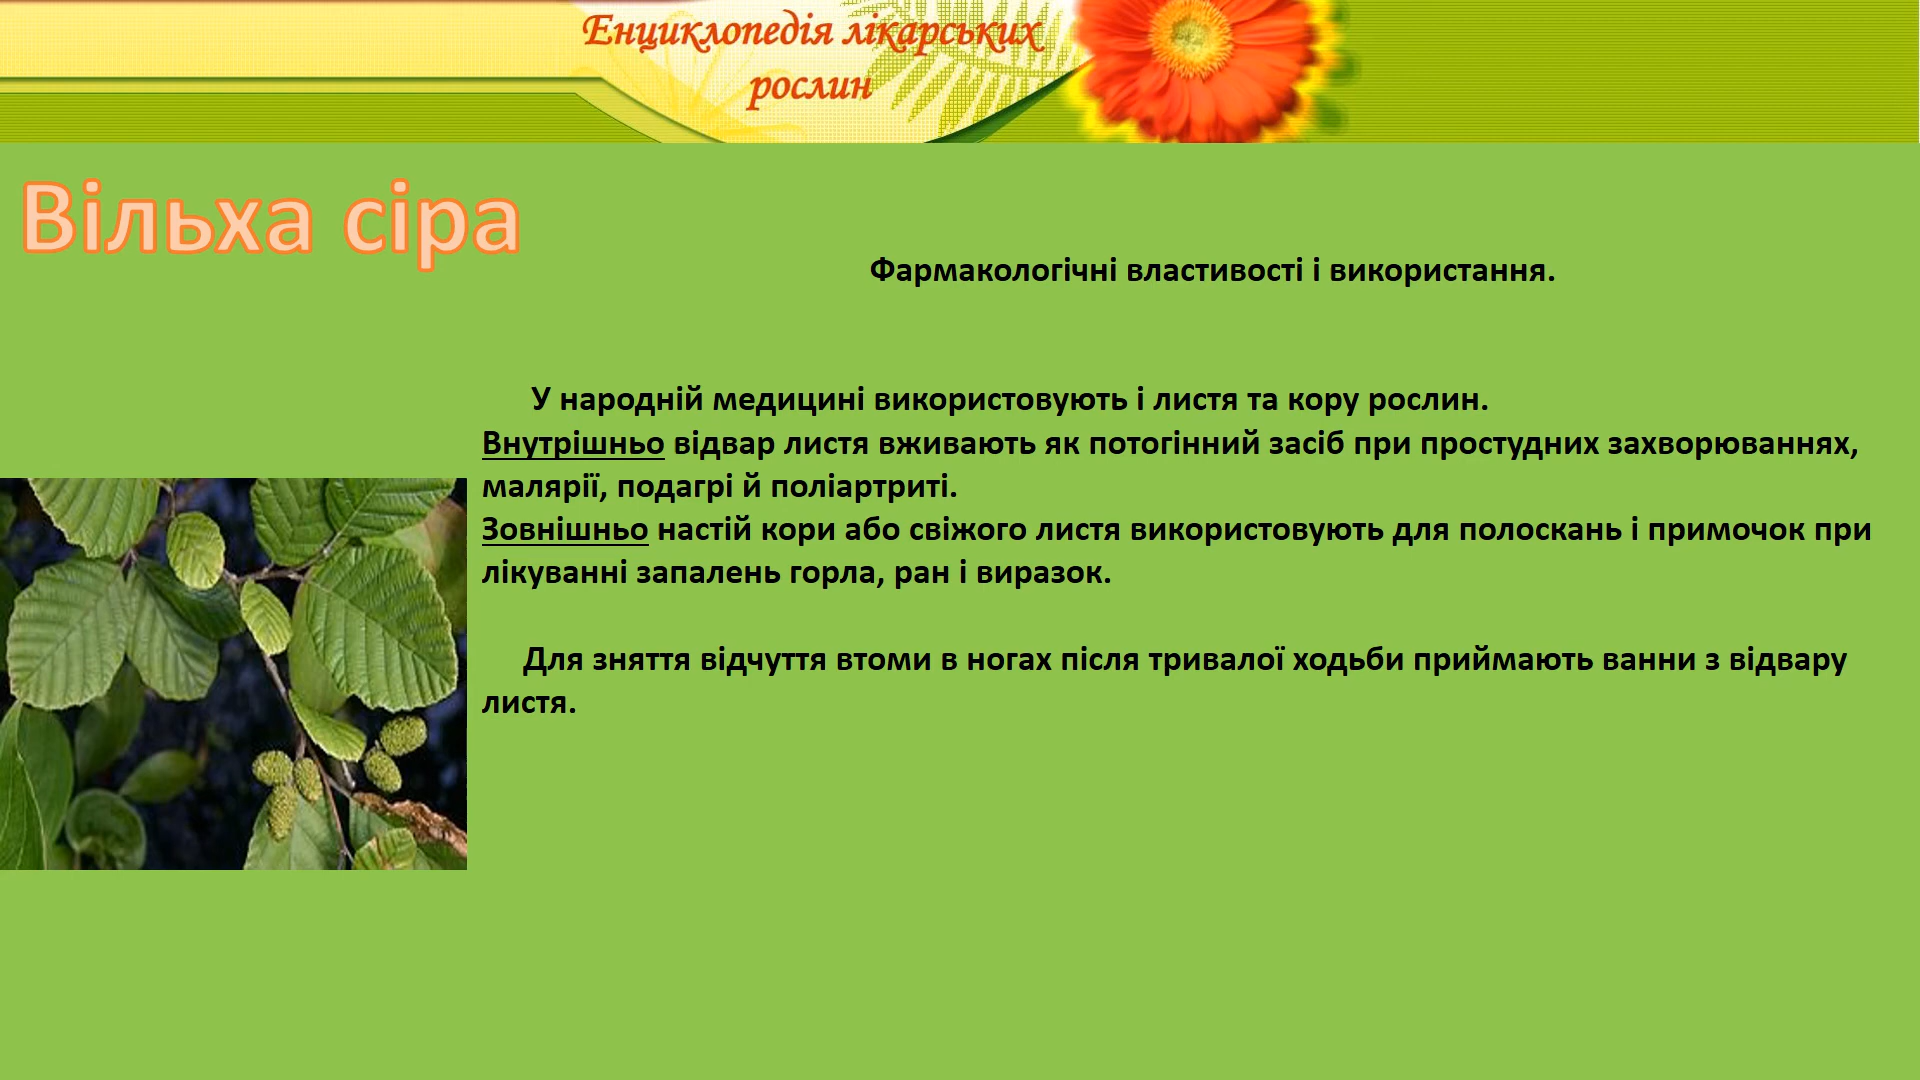 Енциклопедія лікарських
рослин
Вільха сіра
Фармакологічні властивості і використання.
У народній медицині використовують і листя та кору рослин.
Внутрішньо відвар листя вживають як потогінний засіб при простудних захворюваннях,
малярії, подагрі й поліартриті.
Зовнішньо настій кори або свіжого листя використовують для полоскань і примочок при
лікуванні запалень горла, ран і виразок.
Для зняття відчуття втоми в ногах після тривалої ходьби приймають ванни з відвару
листя.